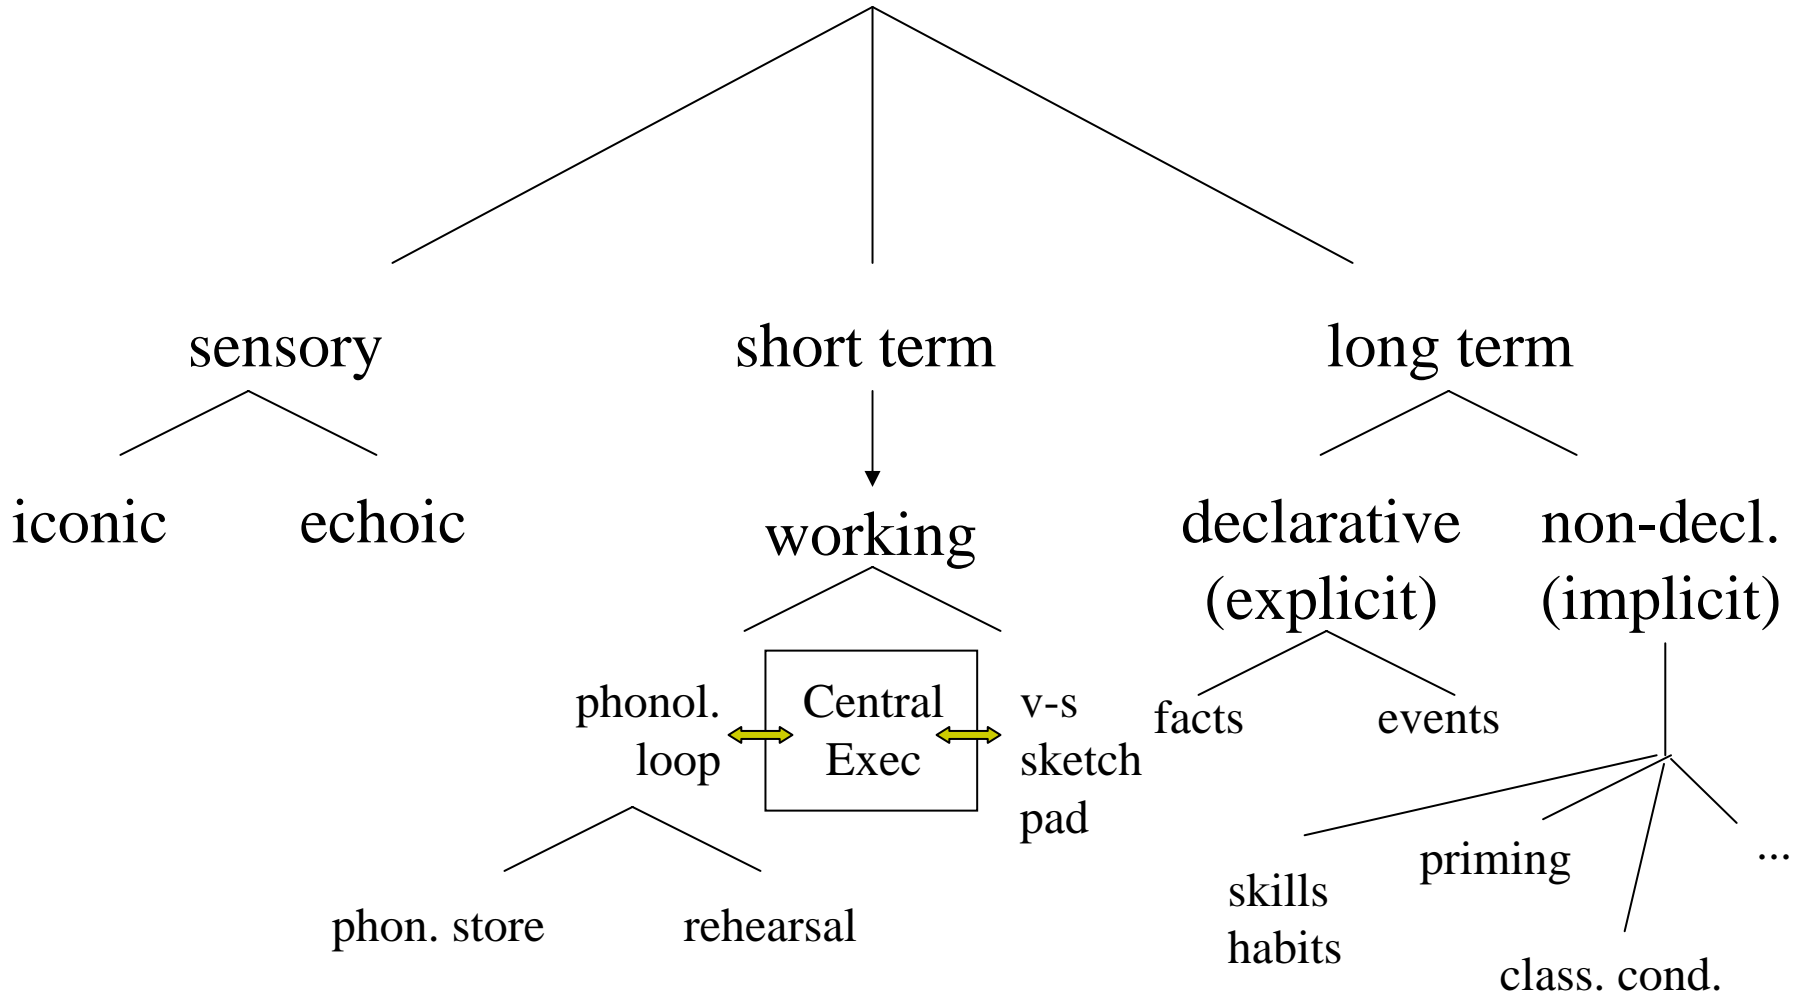 sensory
short term
long term
iconic
echoic
working
declarative
(explicit)
non-decl.
(implicit)
phonol.
loop
Central
Exec
v-s
sketch
pad
facts
events
phon. store
rehearsal
skills
habits
priming
class. cond.
...